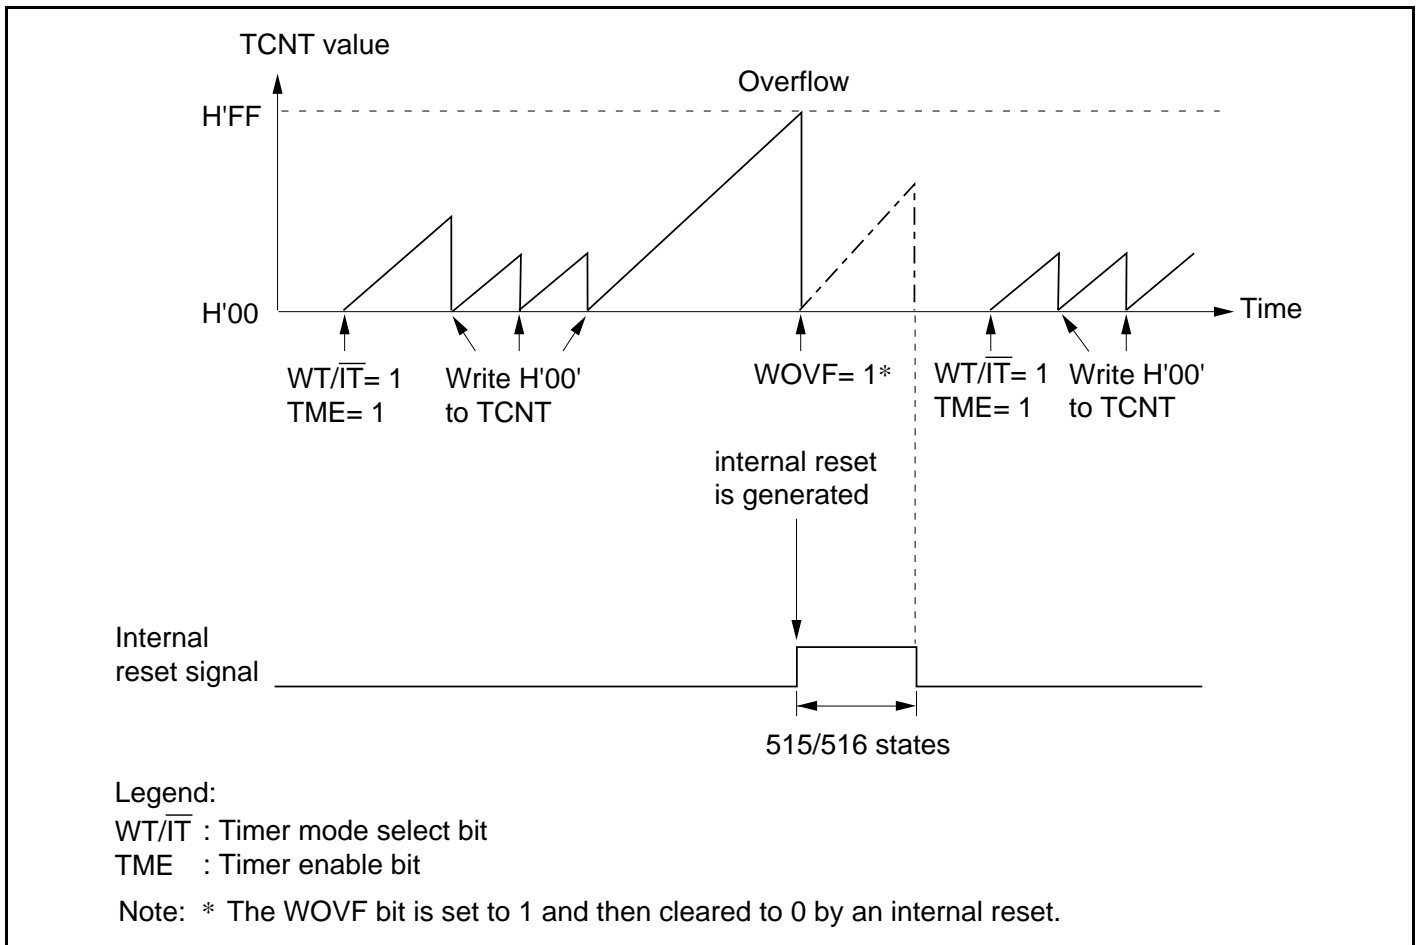 TCNT value
Overflow
H'FF
H'00
Time
WT/I̅T̅= 1
TME= 1
Write H'00'
to TCNT
WOVF= 1*
WT/I̅T̅= 1
TME= 1
Write H'00'
to TCNT
internal reset
is generated
Internal
reset signal
515/516 states
Legend:
WT/I̅T̅ : Timer mode select bit
TME : Timer enable bit
Note: * The WOVF bit is set to 1 and then cleared to 0 by an internal reset.